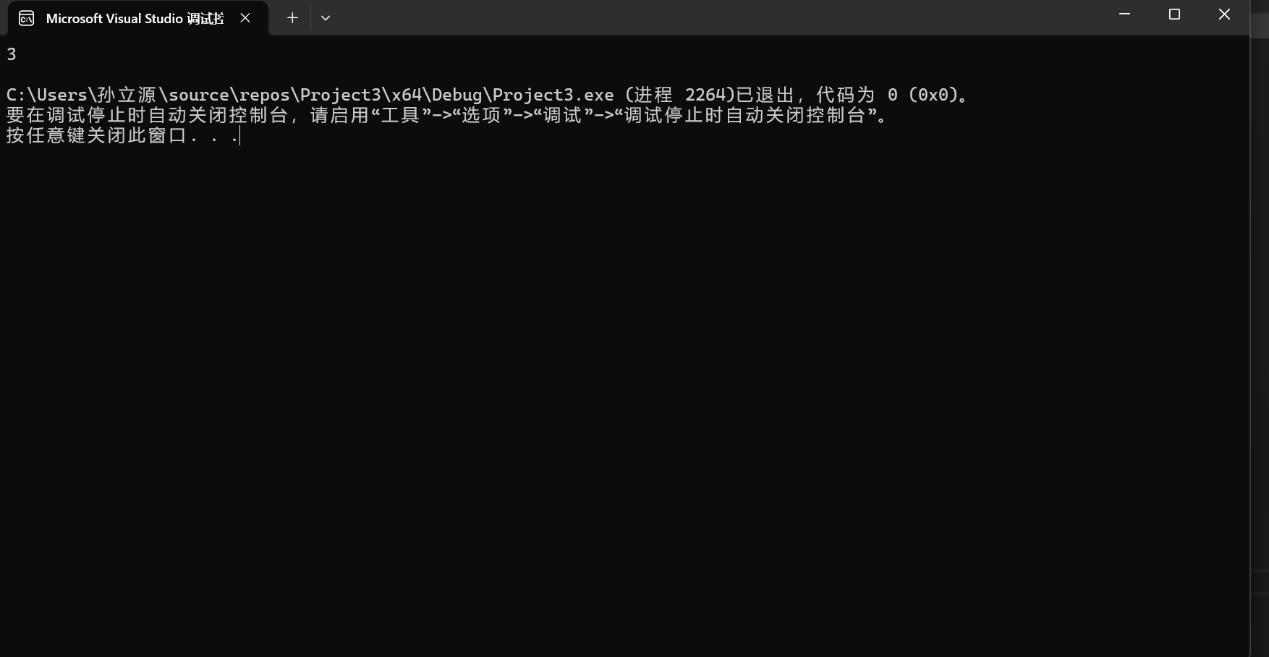 Microsoft Visual Studio 调试控
3
C:\Users\孙立源\source\repos\Project3\x64\Debug\Project3.exe (进程 2264)已退出，代码为 0 (0x0)。
要在调试停止时自动关闭控制台，请启用“工具”->“选项”->“调试”->“调试停止时自动关闭控制台”。
按任意键关闭此窗口. . .